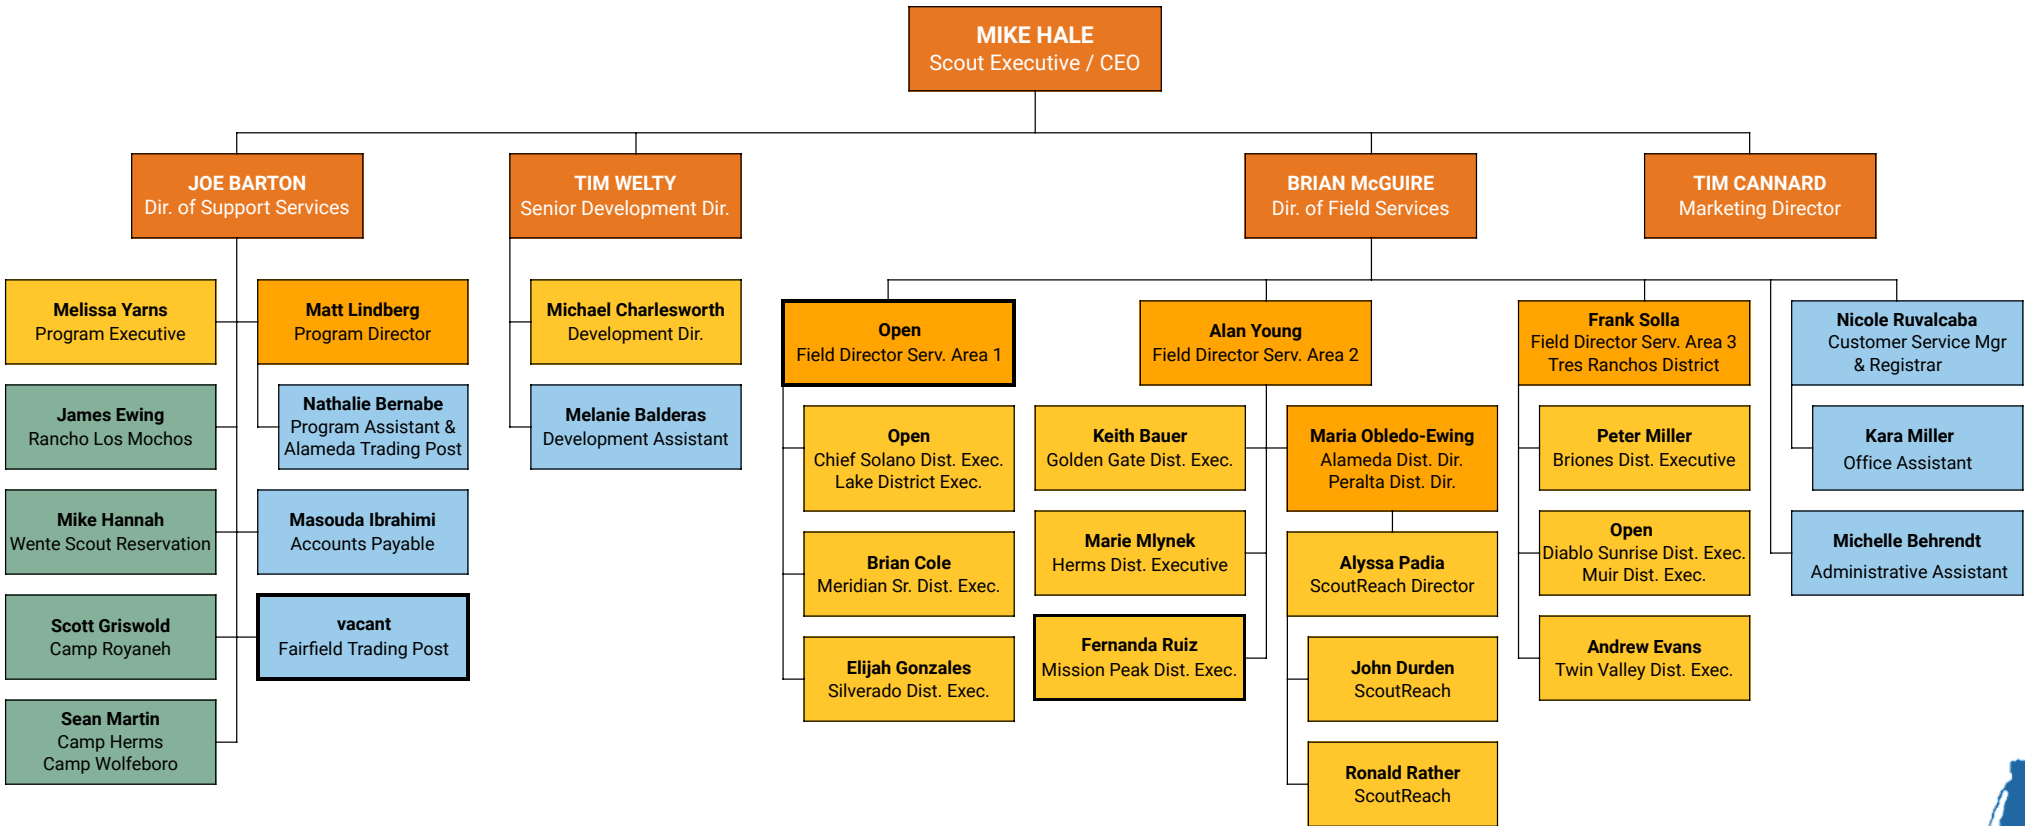 MIKE HALE
Scout Executive / CEO
JOE BARTON
Dir. of Support Services
TIM WELTY
Senior Development Dir.
BRIAN McGUIRE
Dir. of Field Services
TIM CANNARD
Marketing Director
Melissa Yarns
Program Executive
Matt Lindberg
Program Director
James Ewing
Rancho Los Mochos
Nathalie Bernabe
Program Assistant &
Alameda Trading Post
Mike Hannah
Wente Scout Reservation
Masouda Ibrahimi
Accounts Payable
Scott Griswold
Camp Royaneh
vacant
Fairfield Trading Post
Sean Martin
Camp Herms
Camp Wolfeboro
Michael Charlesworth
Development Dir.
Melanie Balderas
Development Assistant
Open
Field Director Serv. Area 1
Open
Chief Solano Dist. Exec.
Lake District Exec.
Brian Cole
Meridian Sr. Dist. Exec.
Elijah Gonzales
Silverado Dist. Exec.
Alan Young
Field Director Serv. Area 2
Keith Bauer
Golden Gate Dist. Exec.
Maria Obledo-Ewing
Alameda Dist. Dir.
Peralta Dist. Dir.
Marie Mlynek
Herms Dist. Executive
Alyssa Padia
ScoutReach Director
Fernanda Ruiz
Mission Peak Dist. Exec.
John Durden
ScoutReach
Ronald Rather
ScoutReach
Frank Solla
Field Director Serv. Area 3
Tres Ranchos District
Peter Miller
Briones Dist. Executive
Open
Diablo Sunrise Dist. Exec.
Muir Dist. Exec.
Andrew Evans
Twin Valley Dist. Exec.
Nicole Ruvalcaba
Customer Service Mgr
& Registrar
Kara Miller
Office Assistant
Michelle Behrendt
Administrative Assistant